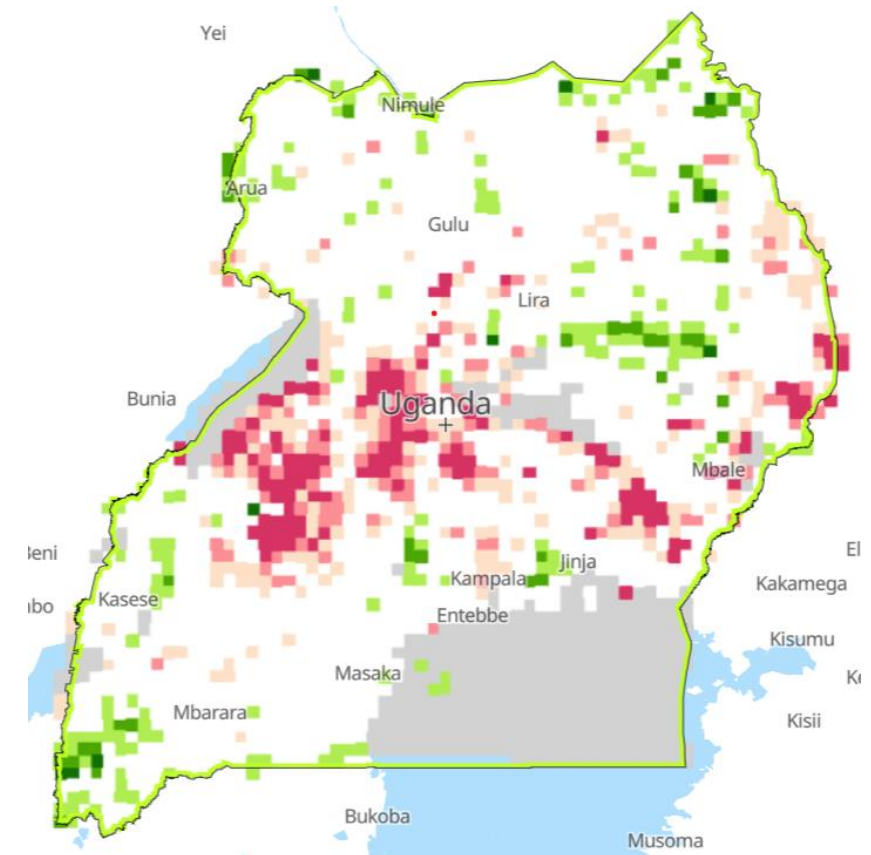 Yei
Nimule
Arua
Gulu
Lira
Bunia
Uganda
Mbale
Beni
El
Jinja
Kampala
Kakamega
Kasese
Entebbe
Kisumu
Masaka
Mbarara
Kisii
Bukoba
Musoma